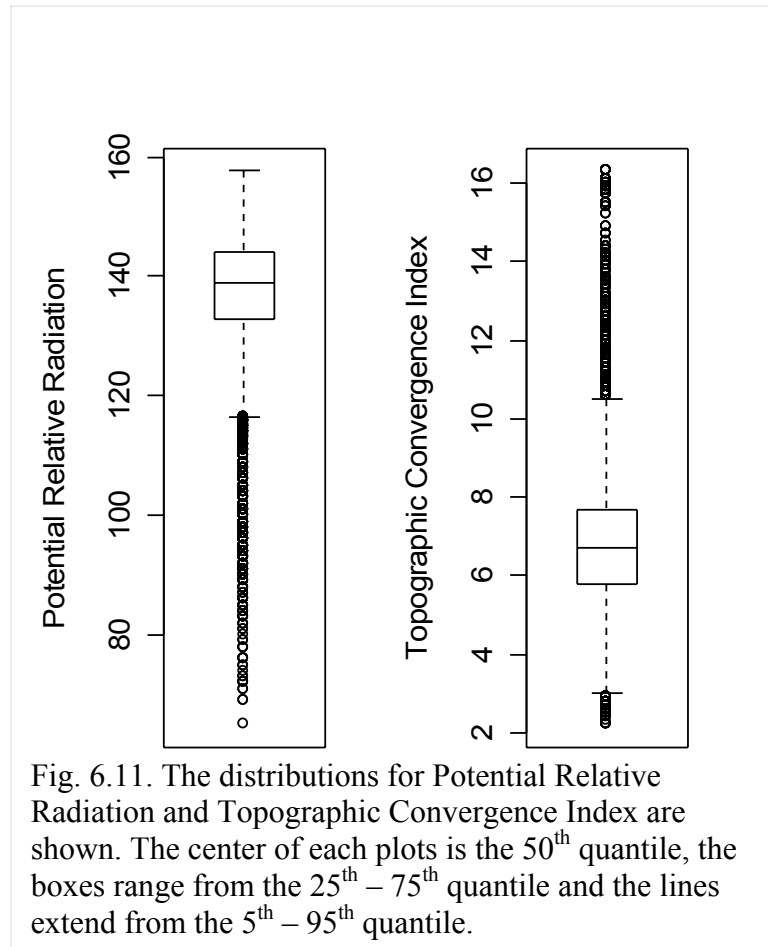 Potential Relative Radiation
160
140
120
100
80
Topographic Convergence Index
16
14
12
10
8
6
4
2
Fig. 6.11. The distributions for Potential Relative
Radiation and Topographic Convergence Index are
shown. The center of each plots is the 50th quantile, the
boxes range from the 25th – 75th quantile and the lines
extend from the 5th – 95th quantile.